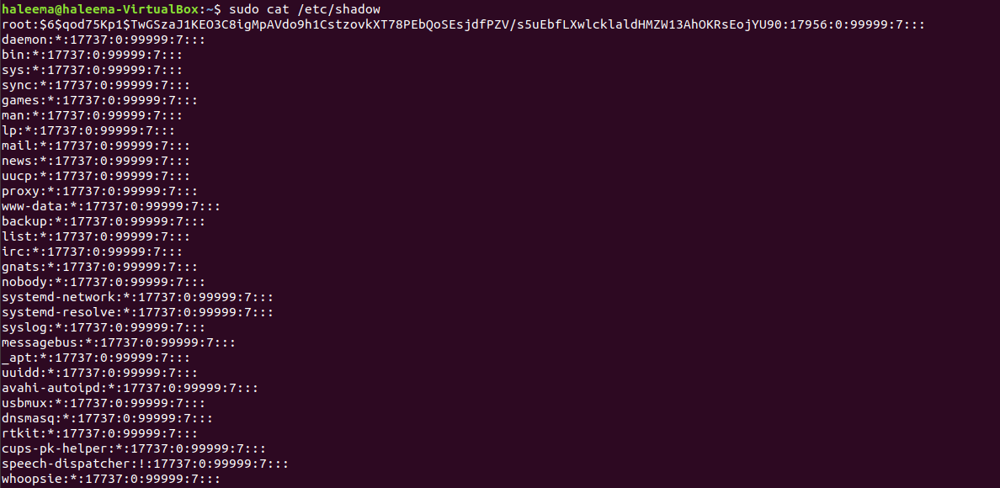 haleema@haleema-VirtualBox:~$ sudo cat /etc/shadow
root:$6$qod75Kp1$TwGSzaJ1KEO3C8igMpAVdo9h1CstzovkXT78PEbQoSEsjdfPZV/s5uEbfLXwlcklaldHMZW13AhOKRsEojYU90:17956:0:99999:7:::
daemon:*:17737:0:99999:7:::
bin:*:17737:0:99999:7:::
sys:*:17737:0:99999:7:::
sync:*:17737:0:99999:7:::
games:*:17737:0:99999:7:::
man:*:17737:0:99999:7:::
lp:*:17737:0:99999:7:::
mail:*:17737:0:99999:7:::
news:*:17737:0:99999:7:::
uucp:*:17737:0:99999:7:::
proxy:*:17737:0:99999:7:::
www-data:*:17737:0:99999:7:::
backup:*:17737:0:99999:7:::
list:*:17737:0:99999:7:::
irc:*:17737:0:99999:7:::
gnats:*:17737:0:99999:7:::
nobody:*:17737:0:99999:7:::
systemd-network:*:17737:0:99999:7:::
systemd-resolve:*:17737:0:99999:7:::
syslog:*:17737:0:99999:7:::
messagebus:*:17737:0:99999:7:::
_apt:*:17737:0:99999:7:::
uuidd:*:17737:0:99999:7:::
avahi-autoipd:*:17737:0:99999:7:::
usbmux:*:17737:0:99999:7:::
dnsmasq:*:17737:0:99999:7:::
rtkit:*:17737:0:99999:7:::
cups-pk-helper:*:17737:0:99999:7:::
speech-dispatcher:!:17737:0:99999:7:::
whoopsie:*:17737:0:99999:7:::